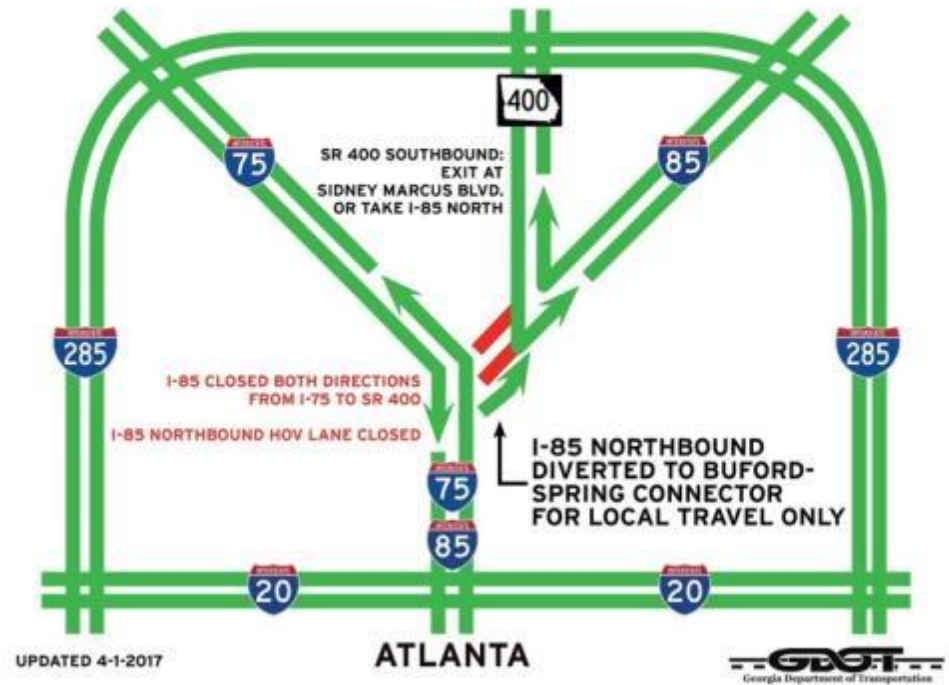 400
75
85
SR 400 SOUTHBOUND:
EXIT AT
SIDNEY MARCUS BLVD.
OR TAKE I-85 NORTH
285
285
I-85 CLOSED BOTH DIRECTIONS
FROM I-75 TO SR 400
I-85 NORTHBOUND HOV LANE CLOSED
I-85 NORTHBOUND
DIVERTED TO BUFORD-
SPRING CONNECTOR
FOR LOCAL TRAVEL ONLY
75
85
20
20
UPDATED 4-1-2017
ATLANTA
GDOT
Georgia Department of Transportation